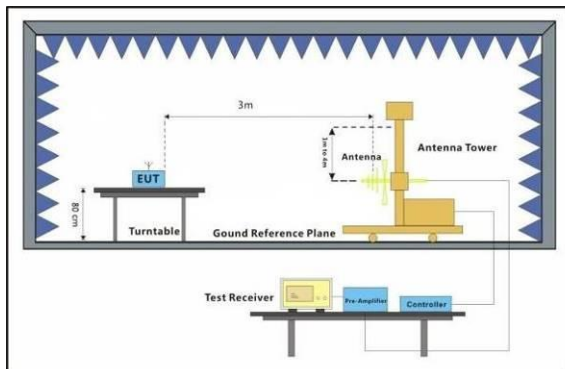 3m
1m to 4m
Antenna
Antenna Tower
EUT
80 cm
Turntable
Gound Reference Plane
Test Receiver
Pre-Amplifier
Controller